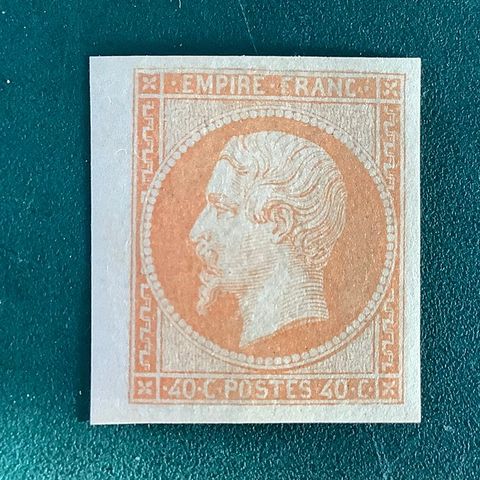 · EMPIRE · FRANC ·
· 40 · C · POSTES 40 · C ·